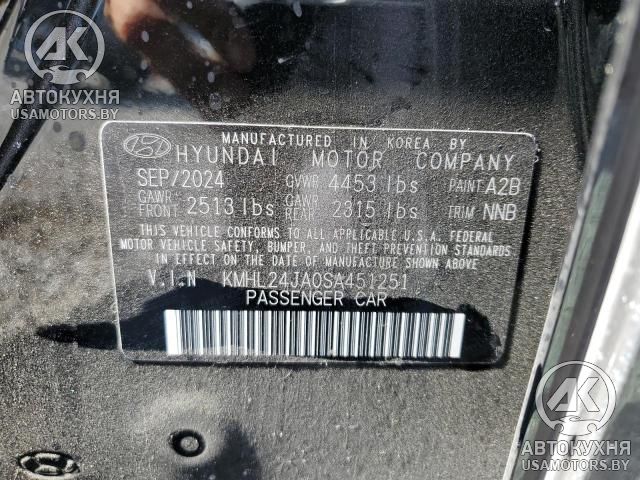 AK
АВТОКУХНЯ
USAMOTORS.BY
MANUFACTURED IN KOREA BY
HYUNDAI MOTOR COMPANY
SEP/2024 GVWR 4453 lbs PAINT A2B
GAWR FRONT 2513 lbs GAWR REAR 2315 lbs TRIM NNB
THIS VEHICLE CONFORMS TO ALL APPLICABLE U.S.A. FEDERAL
MOTOR VEHICLE SAFETY, BUMPER, AND THEFT PREVENTION STANDARDS
IN EFFECT ON THE DATE OF MANUFACTURE SHOWN ABOVE.
V.I.N KMHL24JA0SA451251
PASSENGER CAR
AK
АВТОКУХНЯ
USAMOTORS.BY